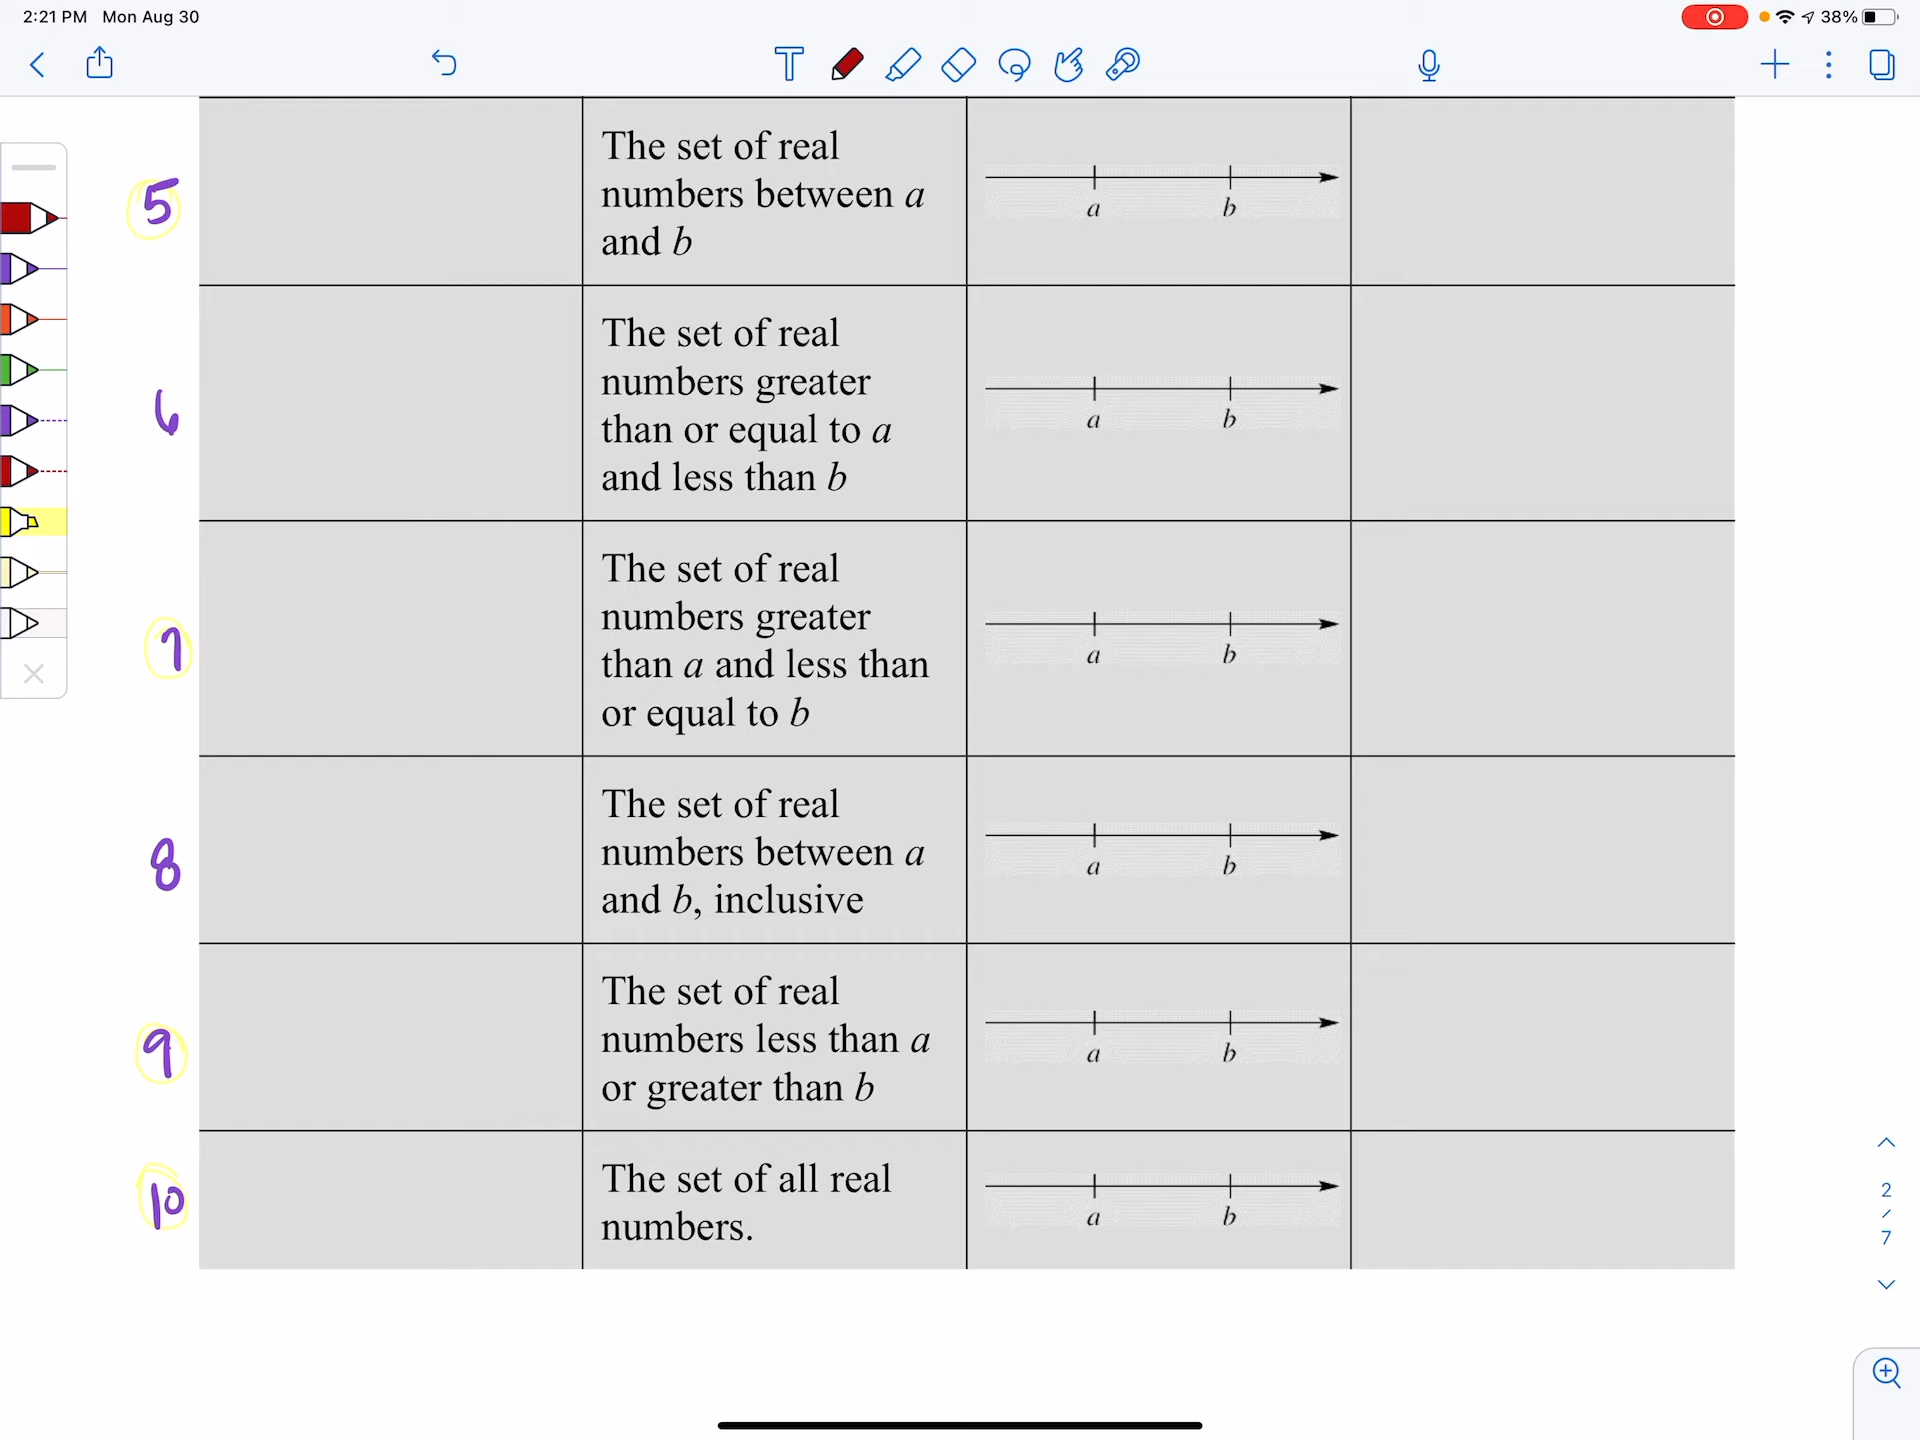 2:21 PM Mon Aug 30
38%
T
5
The set of real
numbers between a
and b
a b
6
The set of real
numbers greater
than or equal to a
and less than b
a b
7
The set of real
numbers greater
than a and less than
or equal to b
a b
8
The set of real
numbers between a
and b, inclusive
a b
9
The set of real
numbers less than a
or greater than b
a b
10
The set of all real
numbers.
a b
2
/
7